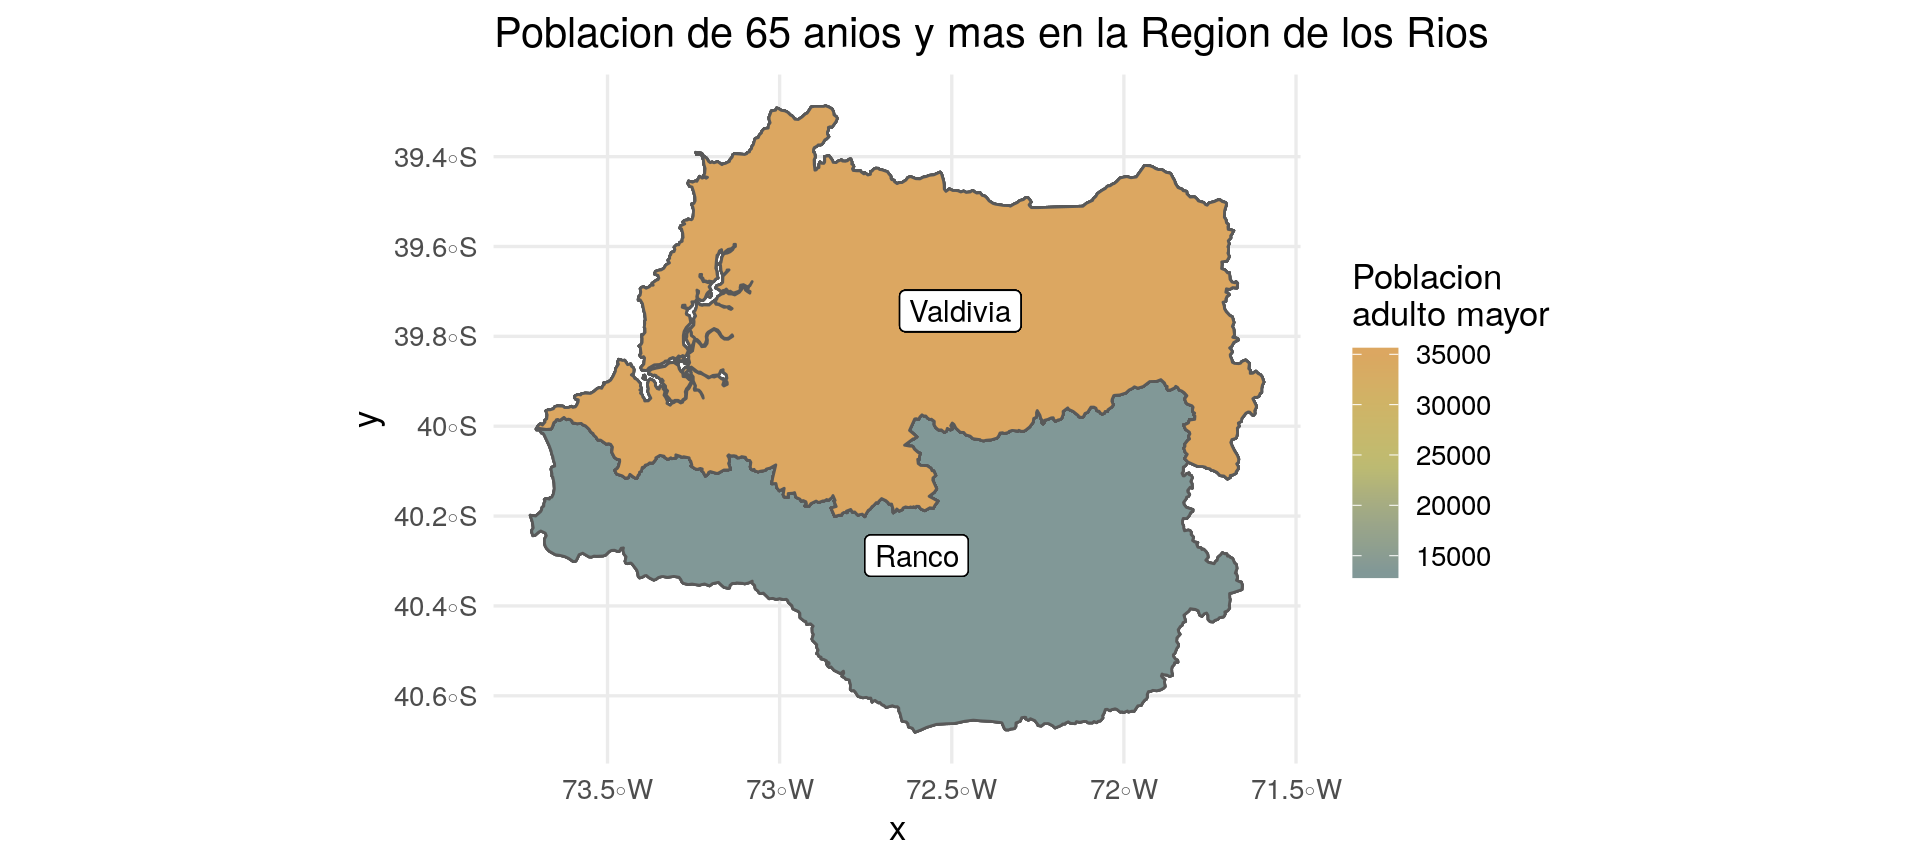 Poblacion de 65 anios y mas en la Region de los Rios
39.4°S
39.6°S
39.8°S
40°S
40.2°S
40.4°S
40.6°S
y
Valdivia
Ranco
73.5°W
73°W
72.5°W
72°W
71.5°W
x
Poblacion
adulto mayor
35000
30000
25000
20000
15000